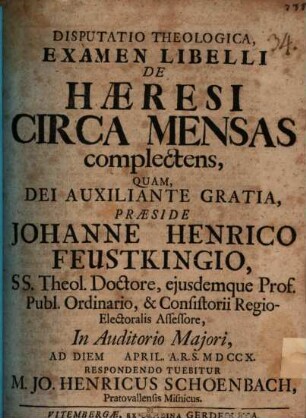 DISPUTATIO THEOLOGICA,
34.
EXAMEN LIBELLI
DE
HÆRESI
CIRCA MENSAS
complectens,
QUAM,
DEI AUXILIANTE GRATIA,
PRÆSIDE
JOHANNE HENRICO
FEUSTKINGIO,
SS. Theol. Doctore, ejusdemque Prof.
Publ. Ordinario, & Consistorii Regio-
Electoralis Assessore,
In Auditorio Majori,
AD DIEM APRIL. A.R.S. MDCCX.
RESPONDENDO TUEBITUR
M. JO. HENRICUS SCHOENBACH,
Pratovallensis Misnicus.
VITEMBERGÆ,